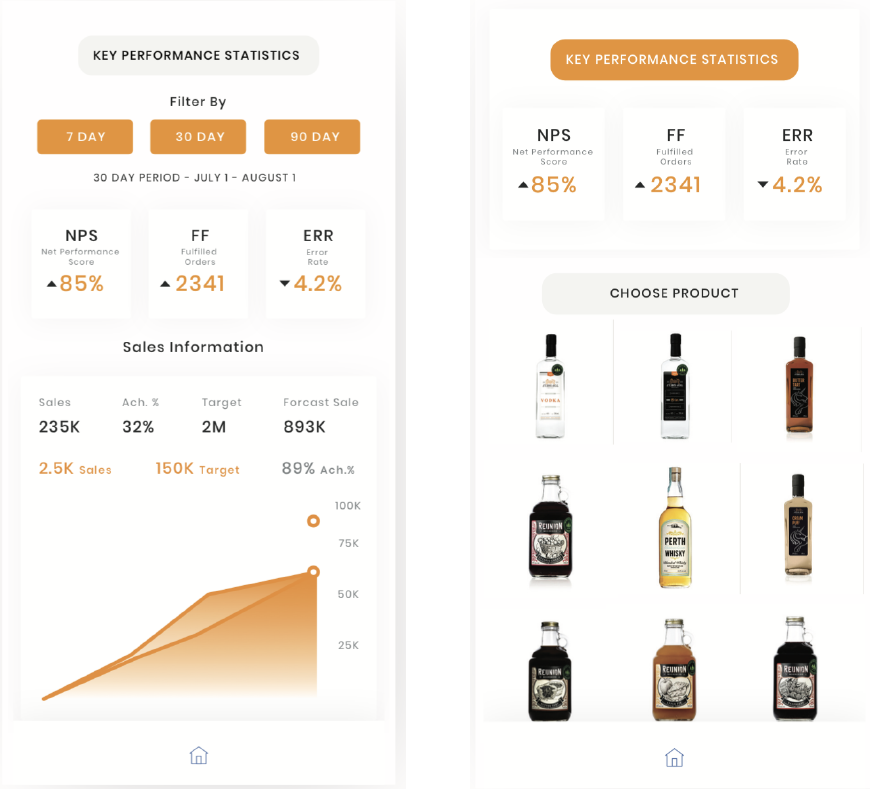 KEY PERFORMANCE STATISTICS
Filter By
7 DAY 30 DAY 90 DAY
30 DAY PERIOD - JULY 1 - AUGUST 1
NPS FF ERR
Net Performance Fulfilled Error
Score Orders Rate
85% 2341 4.2%
Sales Information
Sales Ach. % Target Forcast Sale
235K 32% 2M 893K
2.5K Sales 150K Target 89% Ach.%
100K
75K
50K
25K
KEY PERFORMANCE STATISTICS
NPS FF ERR
Net Performance Fulfilled Error
Score Orders Rate
85% 2341 4.2%
CHOOSE PRODUCT
VODKA
REUNION
PERTH
WHISKY
REUNION
REUNION
REUNION